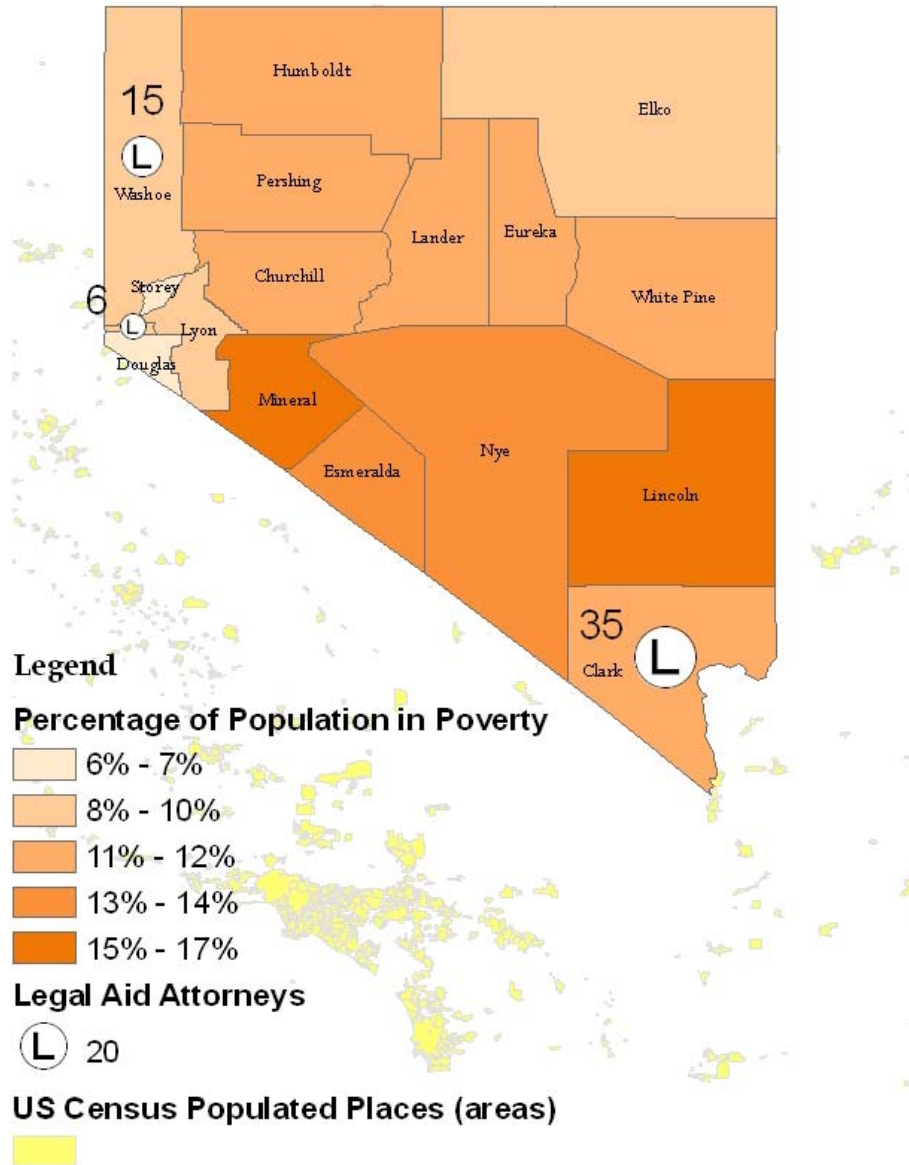 Humboldt
Elko
15
L
Washoe
Pershing
Lander
Eureka
Churchill
White Pine
Storey
6
L
Lyon
Douglas
Mineral
Nye
Esmeralda
Lincoln
35
L
Clark
Legend
Percentage of Population in Poverty
6% - 7%
8% - 10%
11% - 12%
13% - 14%
15% - 17%
Legal Aid Attorneys
L 20
US Census Populated Places (areas)